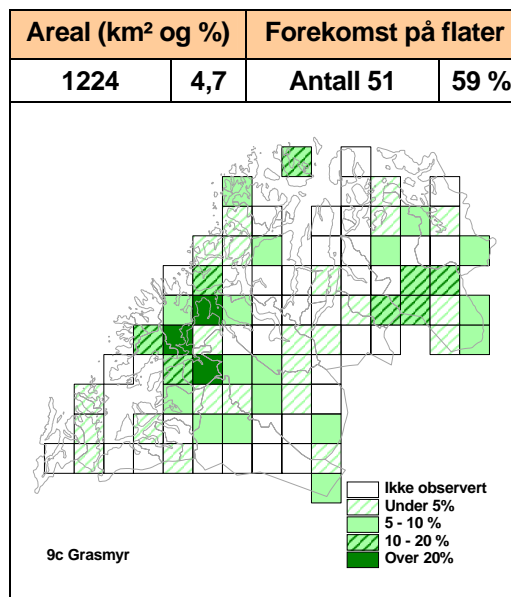 Areal (km² og %) Forekomst på flater
1224 4,7 Antall 51 59 %
Ikke observert
Under 5%
5 - 10 %
10 - 20 %
Over 20%
9c Grasmyr